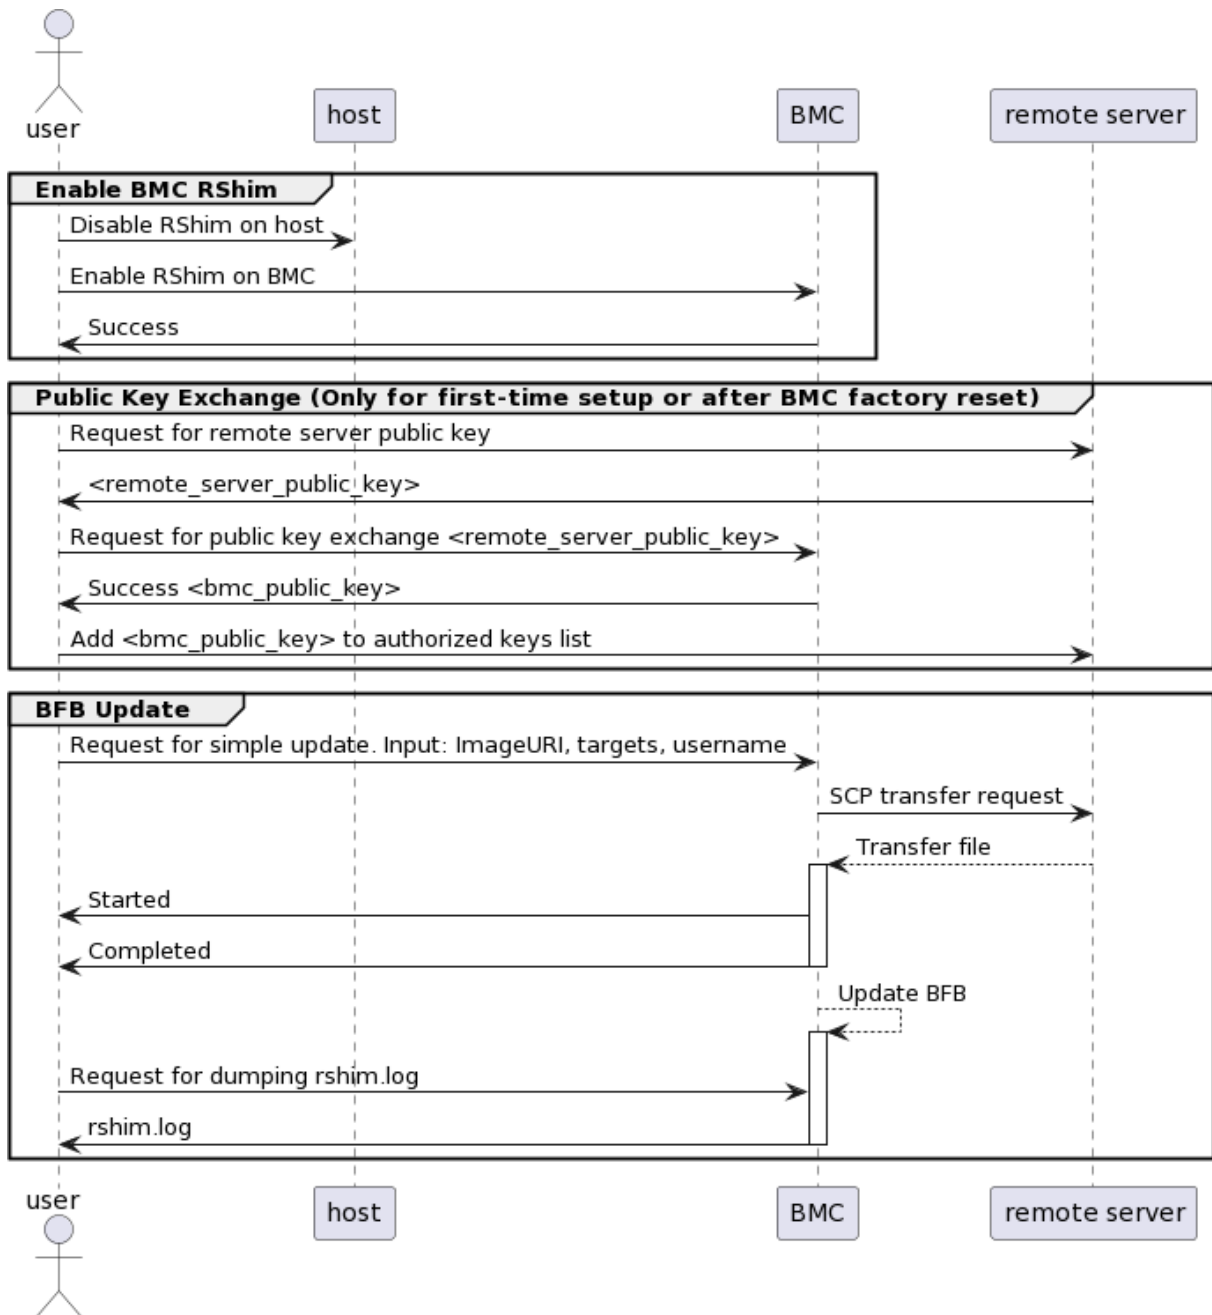 user
host
BMC
remote server
Enable BMC RShim
Disable RShim on host
Enable RShim on BMC
Success
Public Key Exchange (Only for first-time setup or after BMC factory reset)
Request for remote server public key
<remote_server_public_key>
Request for public key exchange <remote_server_public_key>
Success <bmc_public_key>
Add <bmc_public_key> to authorized keys list
BFB Update
Request for simple update. Input: ImageURI, targets, username
SCP transfer request
Transfer file
Started
Completed
Update BFB
Request for dumping rshim.log
rshim.log
user
host
BMC
remote server